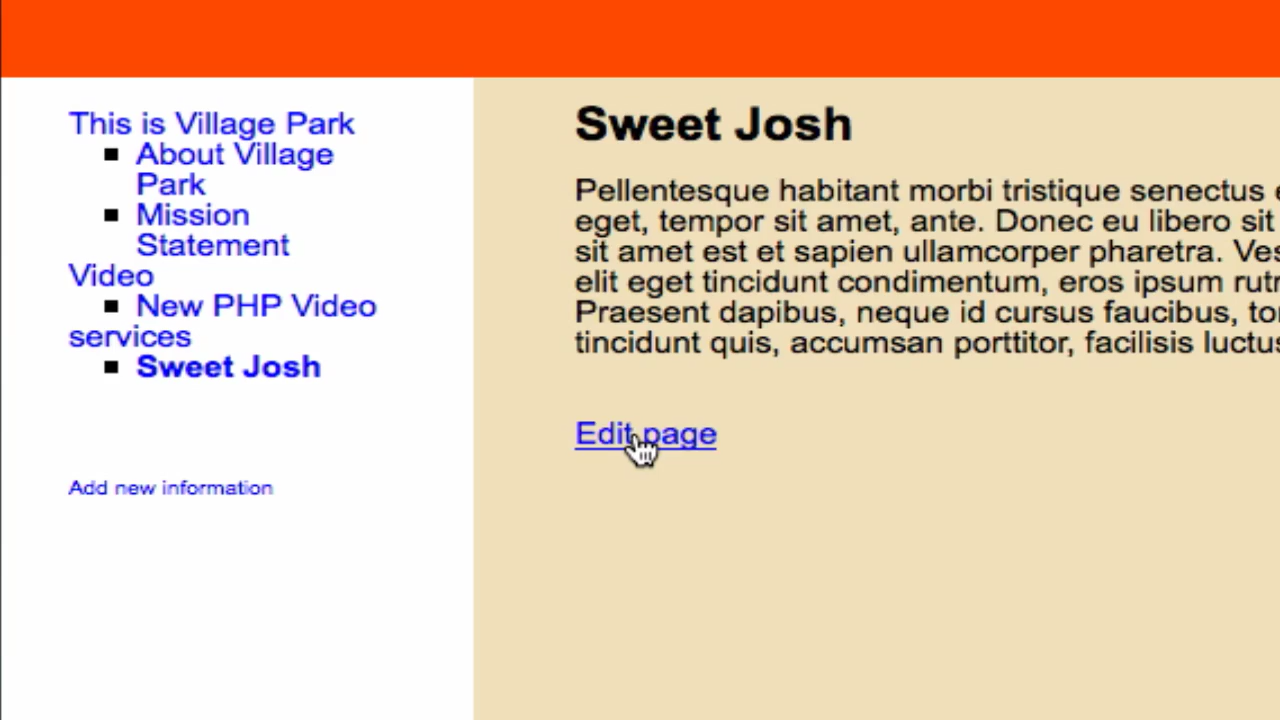 This is Village Park
About Village
Park
Mission
Statement
Video
New PHP Video
services
Sweet Josh
Add new information
Sweet Josh
Pellentesque habitant morbi tristique senectus
eget, tempor sit amet, ante. Donec eu libero sit
sit amet est et sapien ullamcorper pharetra.
elit eget tincidunt condimentum, eros ipsum
Praesent dapibus, neque id cursus faucibus,
tincidunt quis, accumsan porttitor, facilisis
Edit page